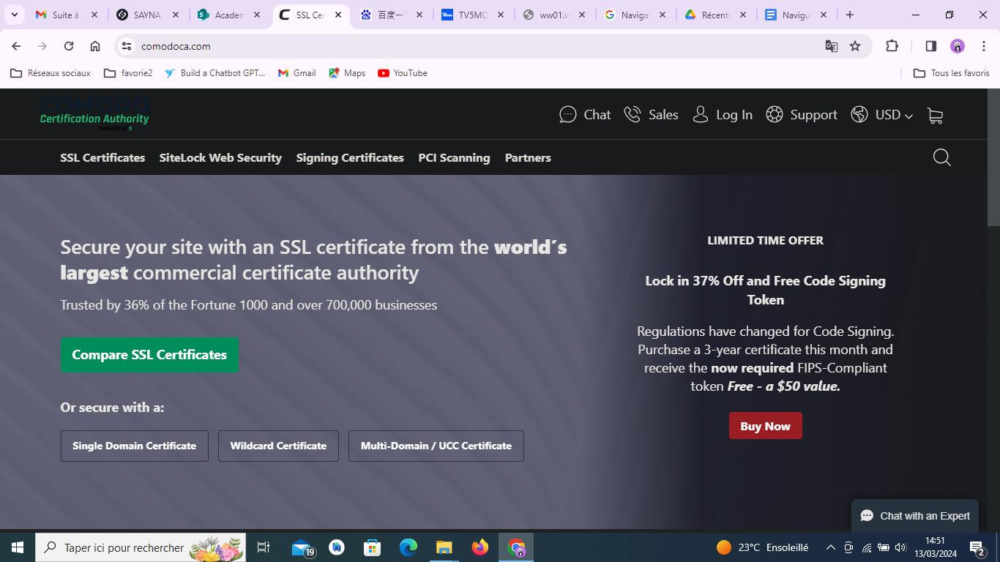 Suite à
SAYNA
Academ
SSL Cer
百度一
TV5MO
ww01.v
Navigat
Récents
Navigu
comodoca.com
Réseaux sociaux
favorie2
Build a Chatbot GPT...
Gmail
Maps
YouTube
Tous les favoris
COMODO
Certification Authority
POWERED BY S
Chat
Sales
Log In
Support
USD
SSL Certificates
SiteLock Web Security
Signing Certificates
PCI Scanning
Partners
Secure your site with an SSL certificate from the world´s
largest commercial certificate authority
Trusted by 36% of the Fortune 1000 and over 700,000 businesses
Compare SSL Certificates
Or secure with a:
Single Domain Certificate
Wildcard Certificate
Multi-Domain / UCC Certificate
LIMITED TIME OFFER
Lock in 37% Off and Free Code Signing
Token
Regulations have changed for Code Signing.
Purchase a 3-year certificate this month and
receive the now required FIPS-Compliant
token Free - a $50 value.
Buy Now
Chat with an Expert
Taper ici pour rechercher
19
23°C Ensoleillé
14:51
13/03/2024
2